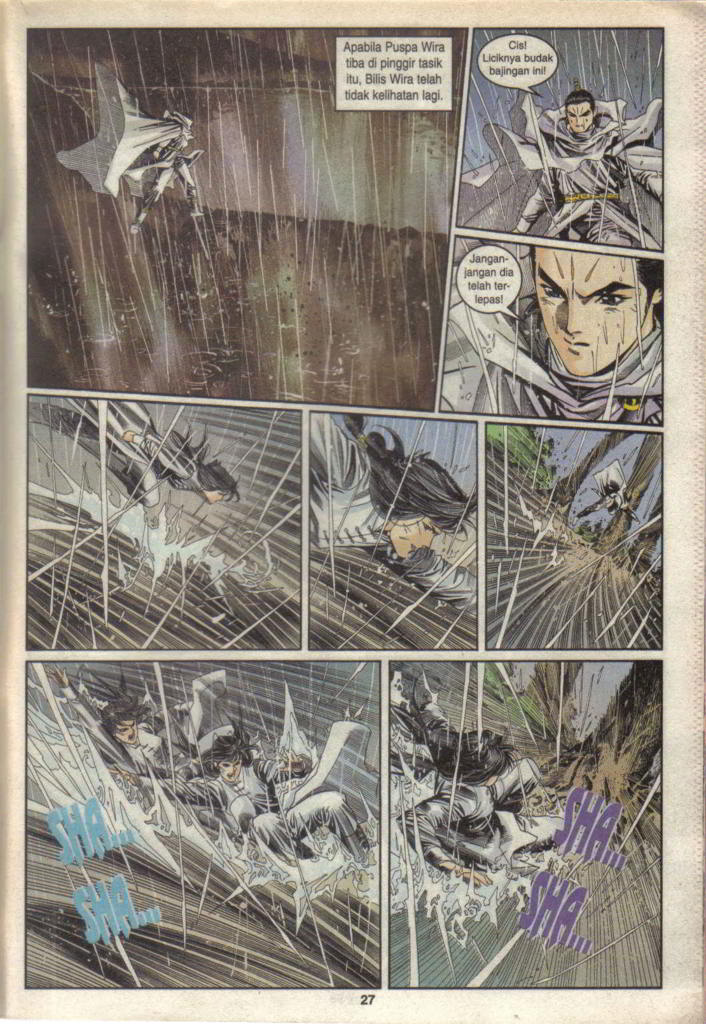 Apabila Puspa Wira
tiba di pinggir tasik
itu, Bilis Wira telah
tidak kelihatan lagi.
Cis!
Liciknya budak
bajingan ini!
Jangan-
jangan dia
telah ter-
lepas!
SHA...
SHA...
SHA...
SHA...
27